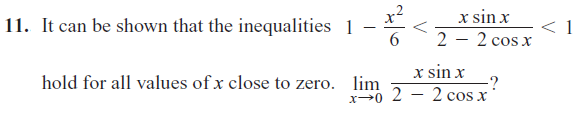 11. It can be shown that the inequalities 1 − x²/6 < x sin x / (2 − 2 cos x) < 1
hold for all values of x close to zero. lim x→0 x sin x / (2 − 2 cos x)?